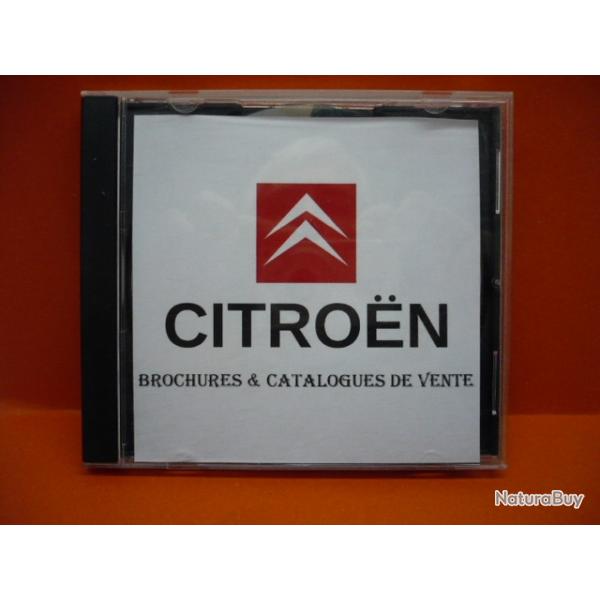 CITROËN
BROCHURES & CATALOGUES DE VENTE
NaturaBuy